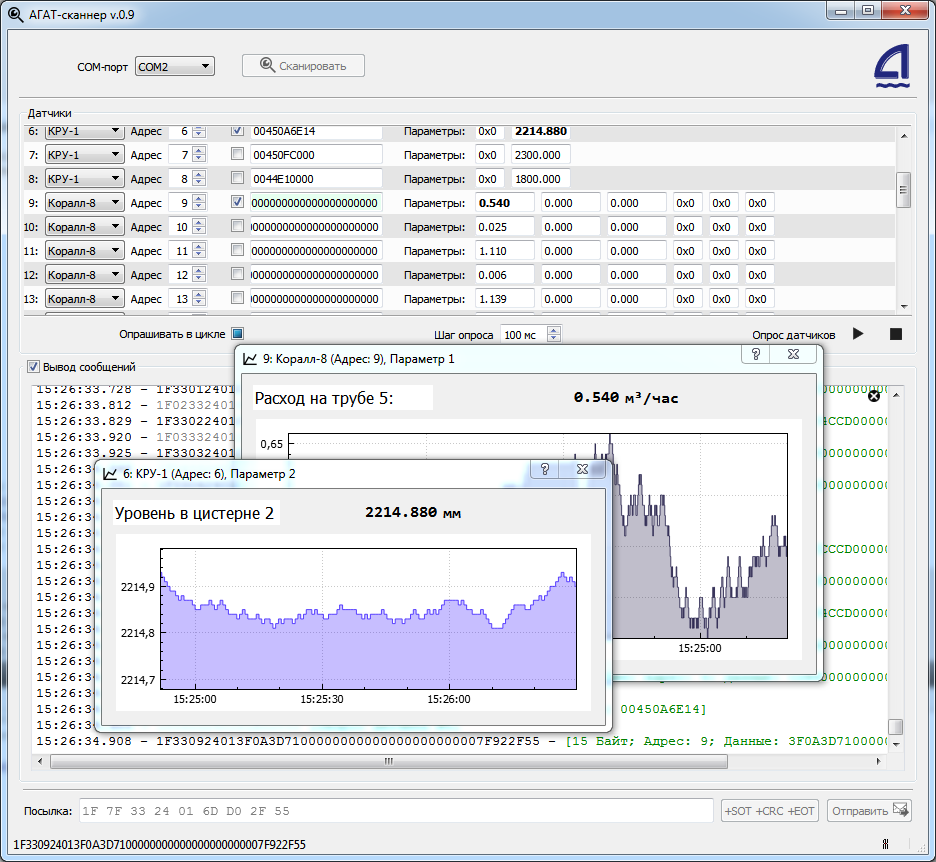 АГАТ-сканнер v.0.9
COM-порт COM2 Сканировать
Датчики
6: КРУ-1 Адрес 6 00450A6E14 Параметры: 0x0 2214.880
7: КРУ-1 Адрес 7 00450FC000 Параметры: 0x0 2300.000
8: КРУ-1 Адрес 8 0044E10000 Параметры: 0x0 1800.000
9: Коралл-8 Адрес 9 Параметры: 0.540 0.000 0.000 0x0 0x0 0x0
10: Коралл-8 Адрес 10 Параметры: 0.025 0.000 0.000 0x0 0x0 0x0
11: Коралл-8 Адрес 11 Параметры: 1.110 0.000 0.000 0x0 0x0 0x0
12: Коралл-8 Адрес 12 Параметры: 0.006 0.000 0.000 0x0 0x0 0x0
13: Коралл-8 Адрес 13 Параметры: 1.139 0.000 0.000 0x0 0x0 0x0
Опрашивать в цикле Шаг опроса 100 мс Опрос датчиков
Вывод сообщений
9: Коралл-8 (Адрес: 9), Параметр 1
Расход на трубе 5: 0.540 м³/час
0,65
15:25:00
15:26:33.728 - 1F33012401
15:26:33.812 - 1F02332401
15:26:33.829 - 1F33022401
15:26:33.920 - 1F03332401
15:26:33.925 - 1F33032401
6: КРУ-1 (Адрес: 6), Параметр 2
Уровень в цистерне 2 2214.880 мм
2214,9
2214,8
2214,7
15:25:00 15:25:30 15:26:00
00450A6E14]
15:26:34.908 - [15 Байт; Адрес: 9; Данные: 3F0A3D710000
Посылка: 1F 7F 33 24 01 6D D0 2F 55 +SOT +CRC +EOT Отправить